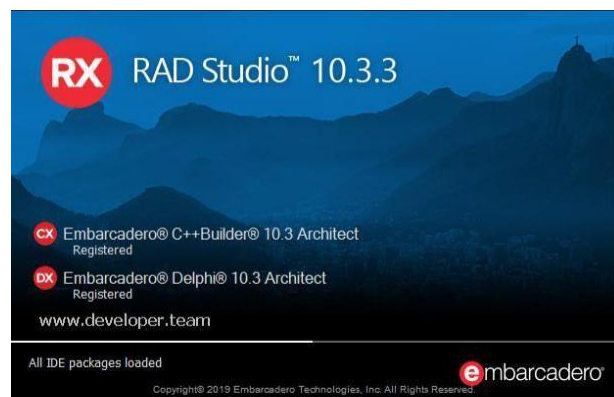 RX RAD Studio™ 10.3.3
CX Embarcadero® C++Builder® 10.3 Architect
Registered
DX Embarcadero® Delphi® 10.3 Architect
Registered
www.developer.team
All IDE packages loaded
embarcadero®
Copyright© 2019 Embarcadero Technologies, Inc. All Rights Reserved.